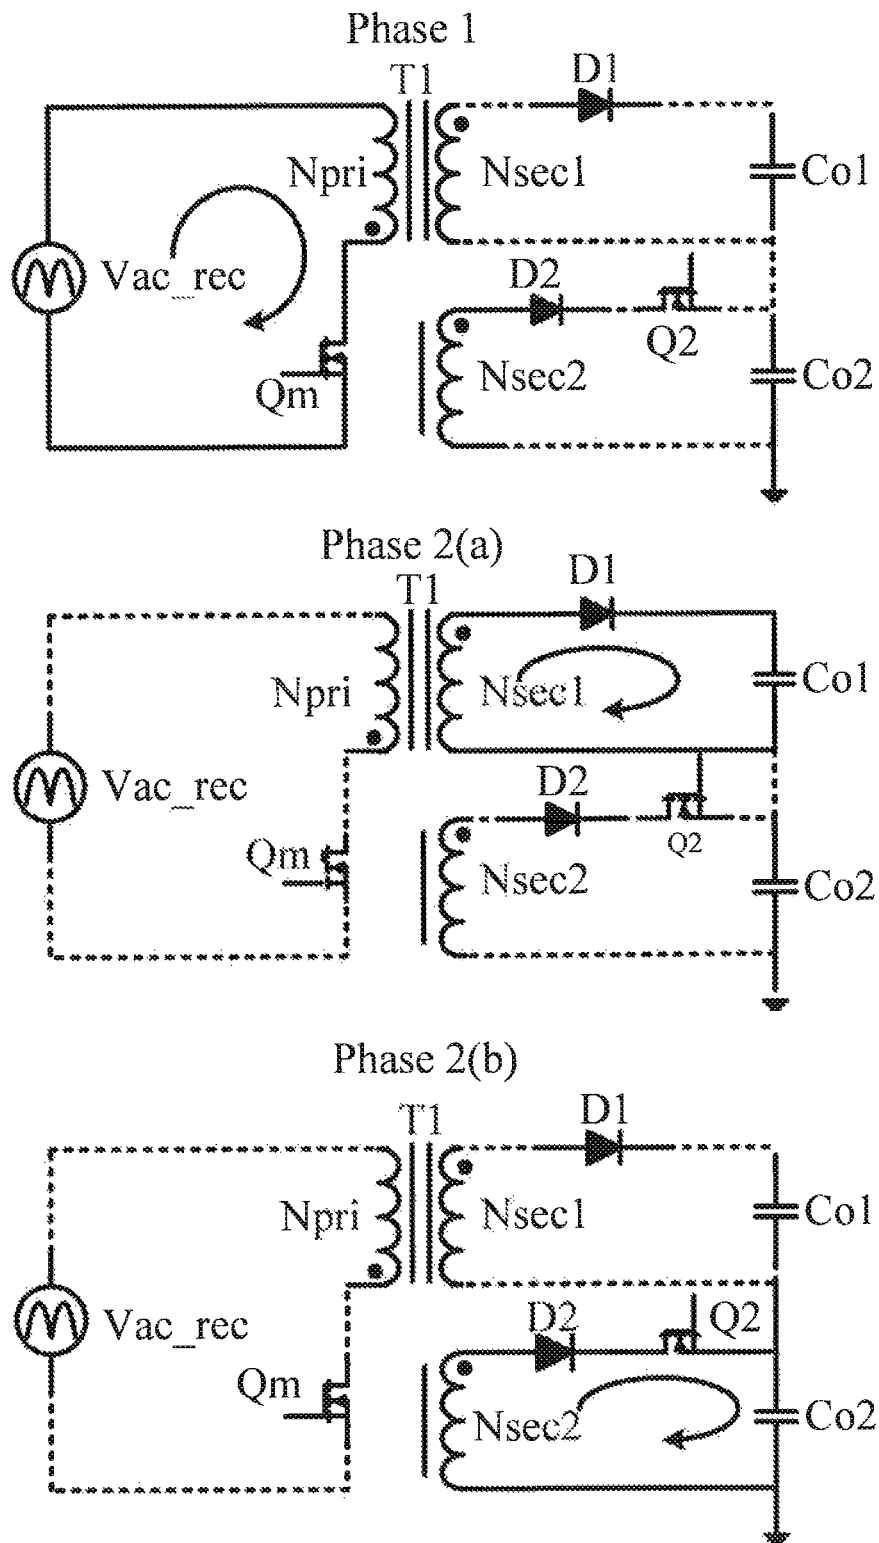 Phase 1
T1
D1
Npri
Nsec1
Co1
Vac_rec
D2
Q2
Qm
Nsec2
Co2
Phase 2(a)
T1
D1
Npri
Nsec1
Co1
Vac_rec
D2
Q2
Qm
Nsec2
Co2
Phase 2(b)
T1
D1
Npri
Nsec1
Co1
Vac_rec
D2
Q2
Qm
Nsec2
Co2